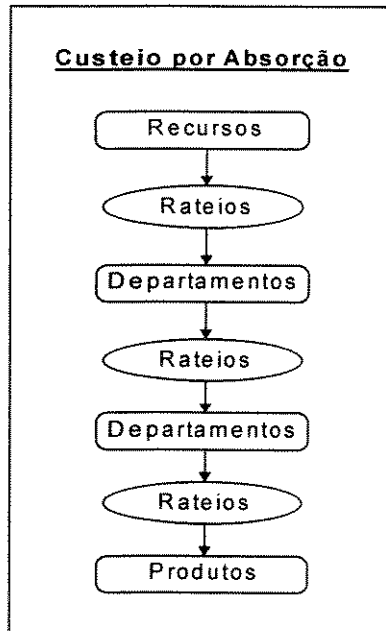 Custeio por Absorção
Recursos
Rateios
Departamentos
Rateios
Departamentos
Rateios
Produtos